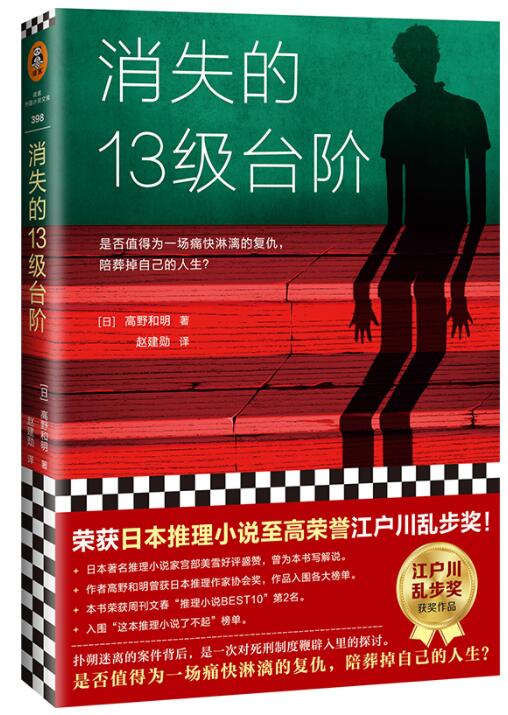 消失的
13级台阶
是否值得为一场痛快淋漓的复仇，
陪葬掉自己的人生？
[日] 高野和明 著
赵建勋 译
荣获日本推理小说至高荣誉江户川乱步奖！
日本著名推理小说家宫部美雪好评盛赞，曾为本书写解说。
作者高野和明曾获日本推理作家协会奖，作品入围各大榜单。
本书荣获周刊文春“推理小说BEST10”第2名。
入围“这本推理小说了不起”榜单。
江户川
乱步奖
获奖作品
扑朔迷离的案件背后，是一次对死刑制度鞭辟入里的探讨。
是否值得为一场痛快淋漓的复仇，陪葬掉自己的人生？
398
消失的13级台阶
[日] 高野和明 著
赵建勋 译